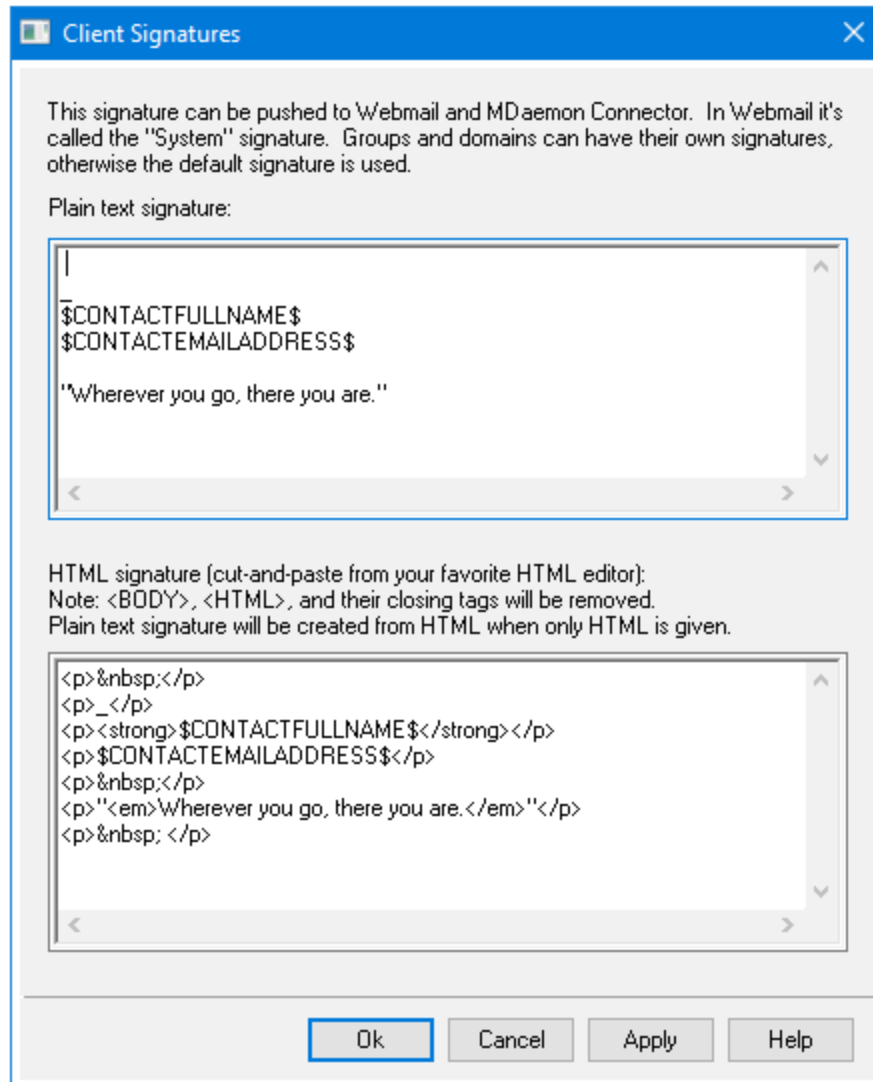 Client Signatures
This signature can be pushed to Webmail and MDaemon Connector.  In Webmail it's
called the "System" signature.  Groups and domains can have their own signatures,
otherwise the default signature is used.
Plain text signature:
_
$CONTACTFULLNAME$
$CONTACTEMAILADDRESS$
"Wherever you go, there you are."
HTML signature (cut-and-paste from your favorite HTML editor):
Note: <BODY>, <HTML>, and their closing tags will be removed.
Plain text signature will be created from HTML when only HTML is given.
<p>&nbsp;</p>
<p>_</p>
<p><strong>$CONTACTFULLNAME$</strong></p>
<p>$CONTACTEMAILADDRESS$</p>
<p>&nbsp;</p>
<p>"<em>Wherever you go, there you are.</em>"</p>
<p>&nbsp; </p>
Ok Cancel Apply Help